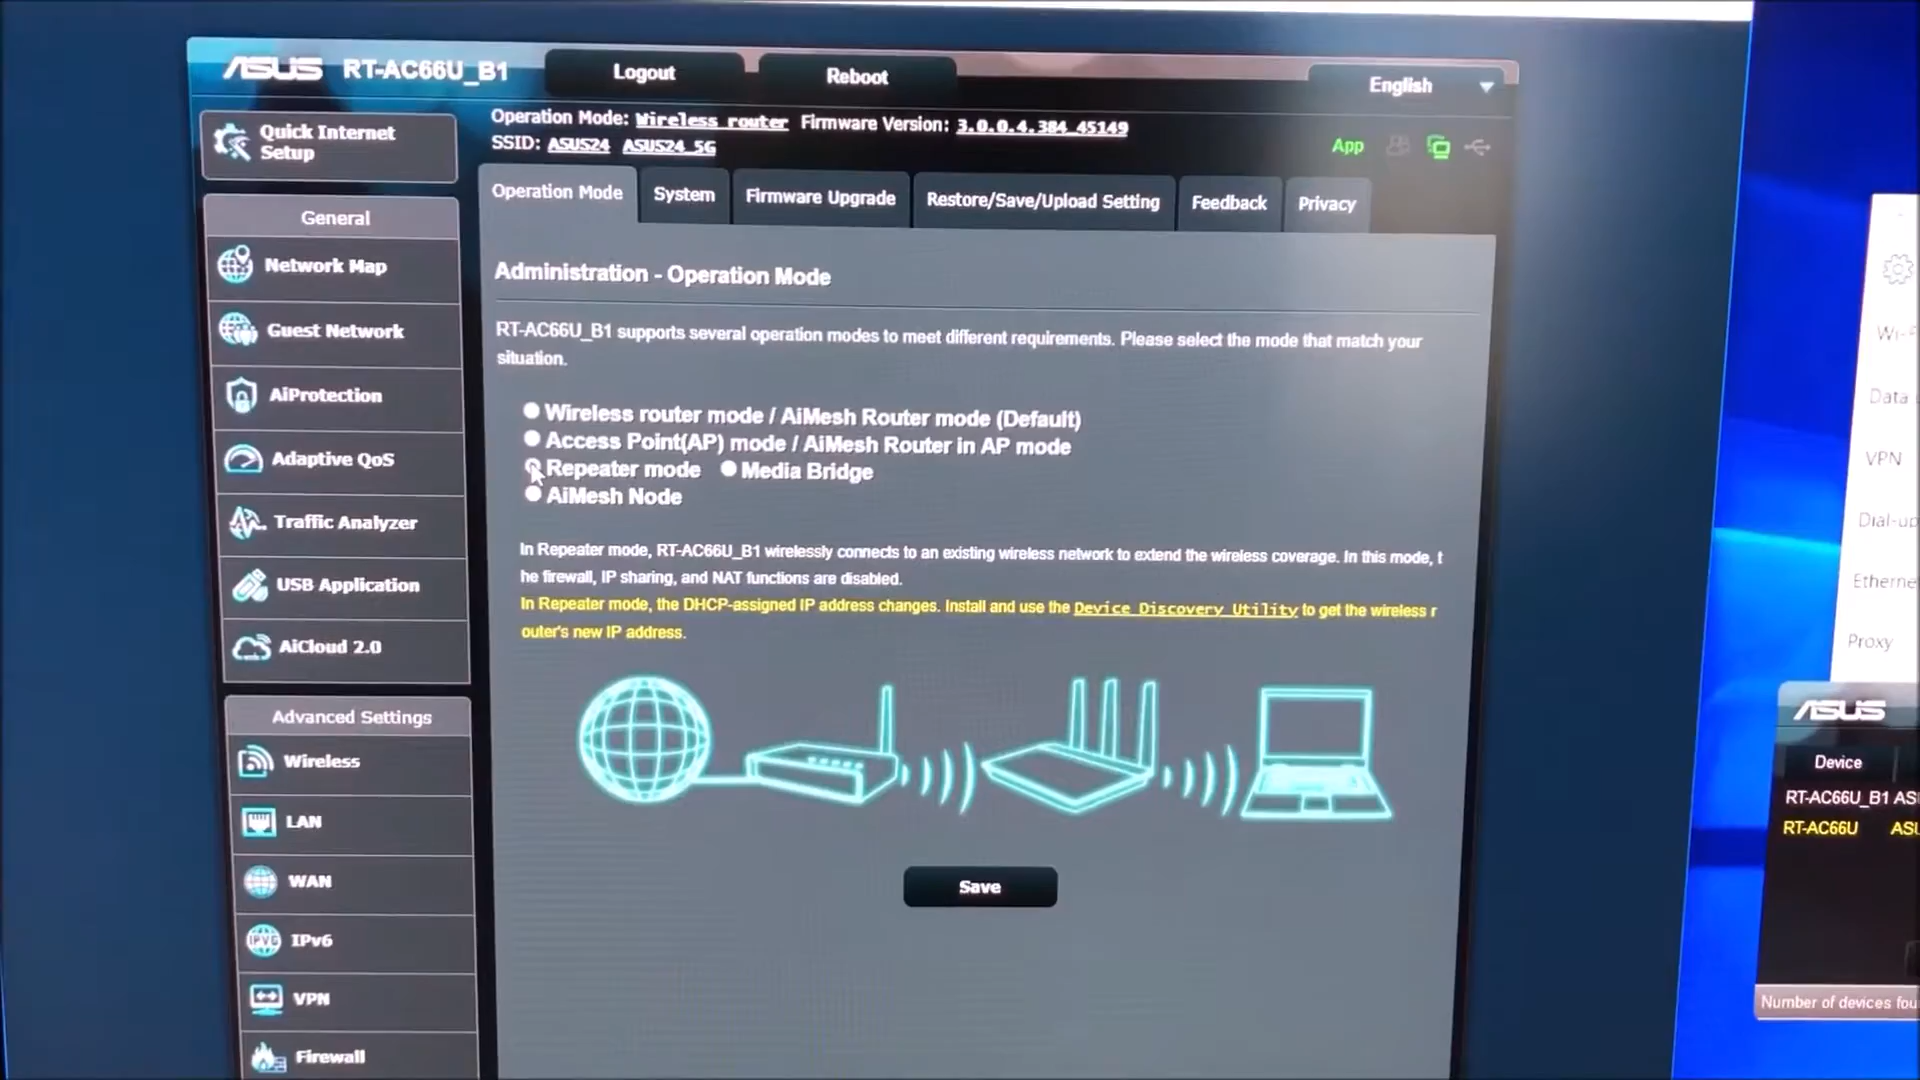 ASUS RT-AC66U_B1
Logout
Reboot
English
Quick Internet
Setup
Operation Mode: Wireless router Firmware Version: 3.0.0.4.384_45149
SSID: ASUS24 ASUS24_5G
App
Operation Mode
System
Firmware Upgrade
Restore/Save/Upload Setting
Feedback
Privacy
General
Network Map
Guest Network
AiProtection
Adaptive QoS
Traffic Analyzer
USB Application
AiCloud 2.0
Advanced Settings
Wireless
LAN
WAN
IPV6 IPv6
VPN
Firewall
Administration - Operation Mode
RT-AC66U_B1 supports several operation modes to meet different requirements. Please select the mode that match your
situation.
Wireless router mode / AiMesh Router mode (Default)
Access Point(AP) mode / AiMesh Router in AP mode
Repeater mode Media Bridge
AiMesh Node
In Repeater mode, RT-AC66U_B1 wirelessly connects to an existing wireless network to extend the wireless coverage. In this mode, t
he firewall, IP sharing, and NAT functions are disabled.
In Repeater mode, the DHCP-assigned IP address changes. Install and use the Device Discovery Utility to get the wireless r
outer's new IP address.
Save
Data
VPN
Dial-up
Proxy
ASUS
Device
RT-AC66U_B1
RT-AC66U
Number of devices